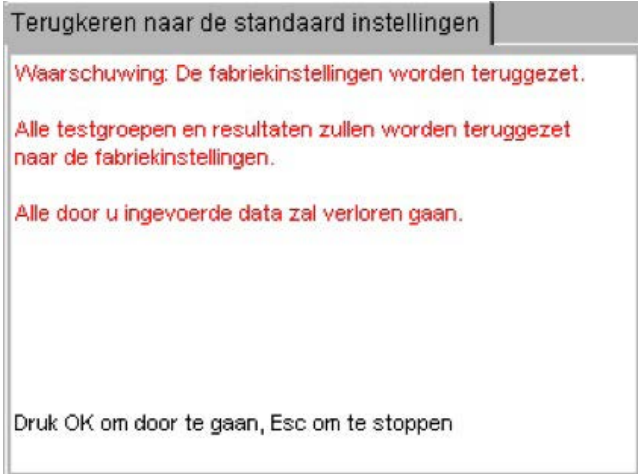 Terugkeren naar de standaard instellingen
Waarschuwing: De fabriekinstellingen worden teruggezet.
Alle testgroepen en resultaten zullen worden teruggezet
naar de fabriekinstellingen.
Alle door u ingevoerde data zal verloren gaan.
Druk OK om door te gaan, Esc om te stoppen